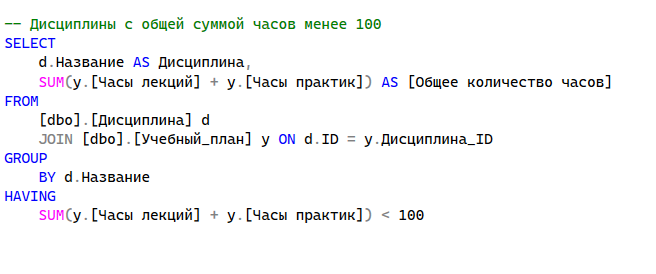 -- Дисциплины с общей суммой часов менее 100
SELECT
    d.Название AS Дисциплина,
    SUM(y.[Часы лекций] + y.[Часы практик]) AS [Общее количество часов]
FROM
    [dbo].[Дисциплина] d
    JOIN [dbo].[Учебный_план] y ON d.ID = y.Дисциплина_ID
GROUP
    BY d.Название
HAVING
    SUM(y.[Часы лекций] + y.[Часы практик]) < 100